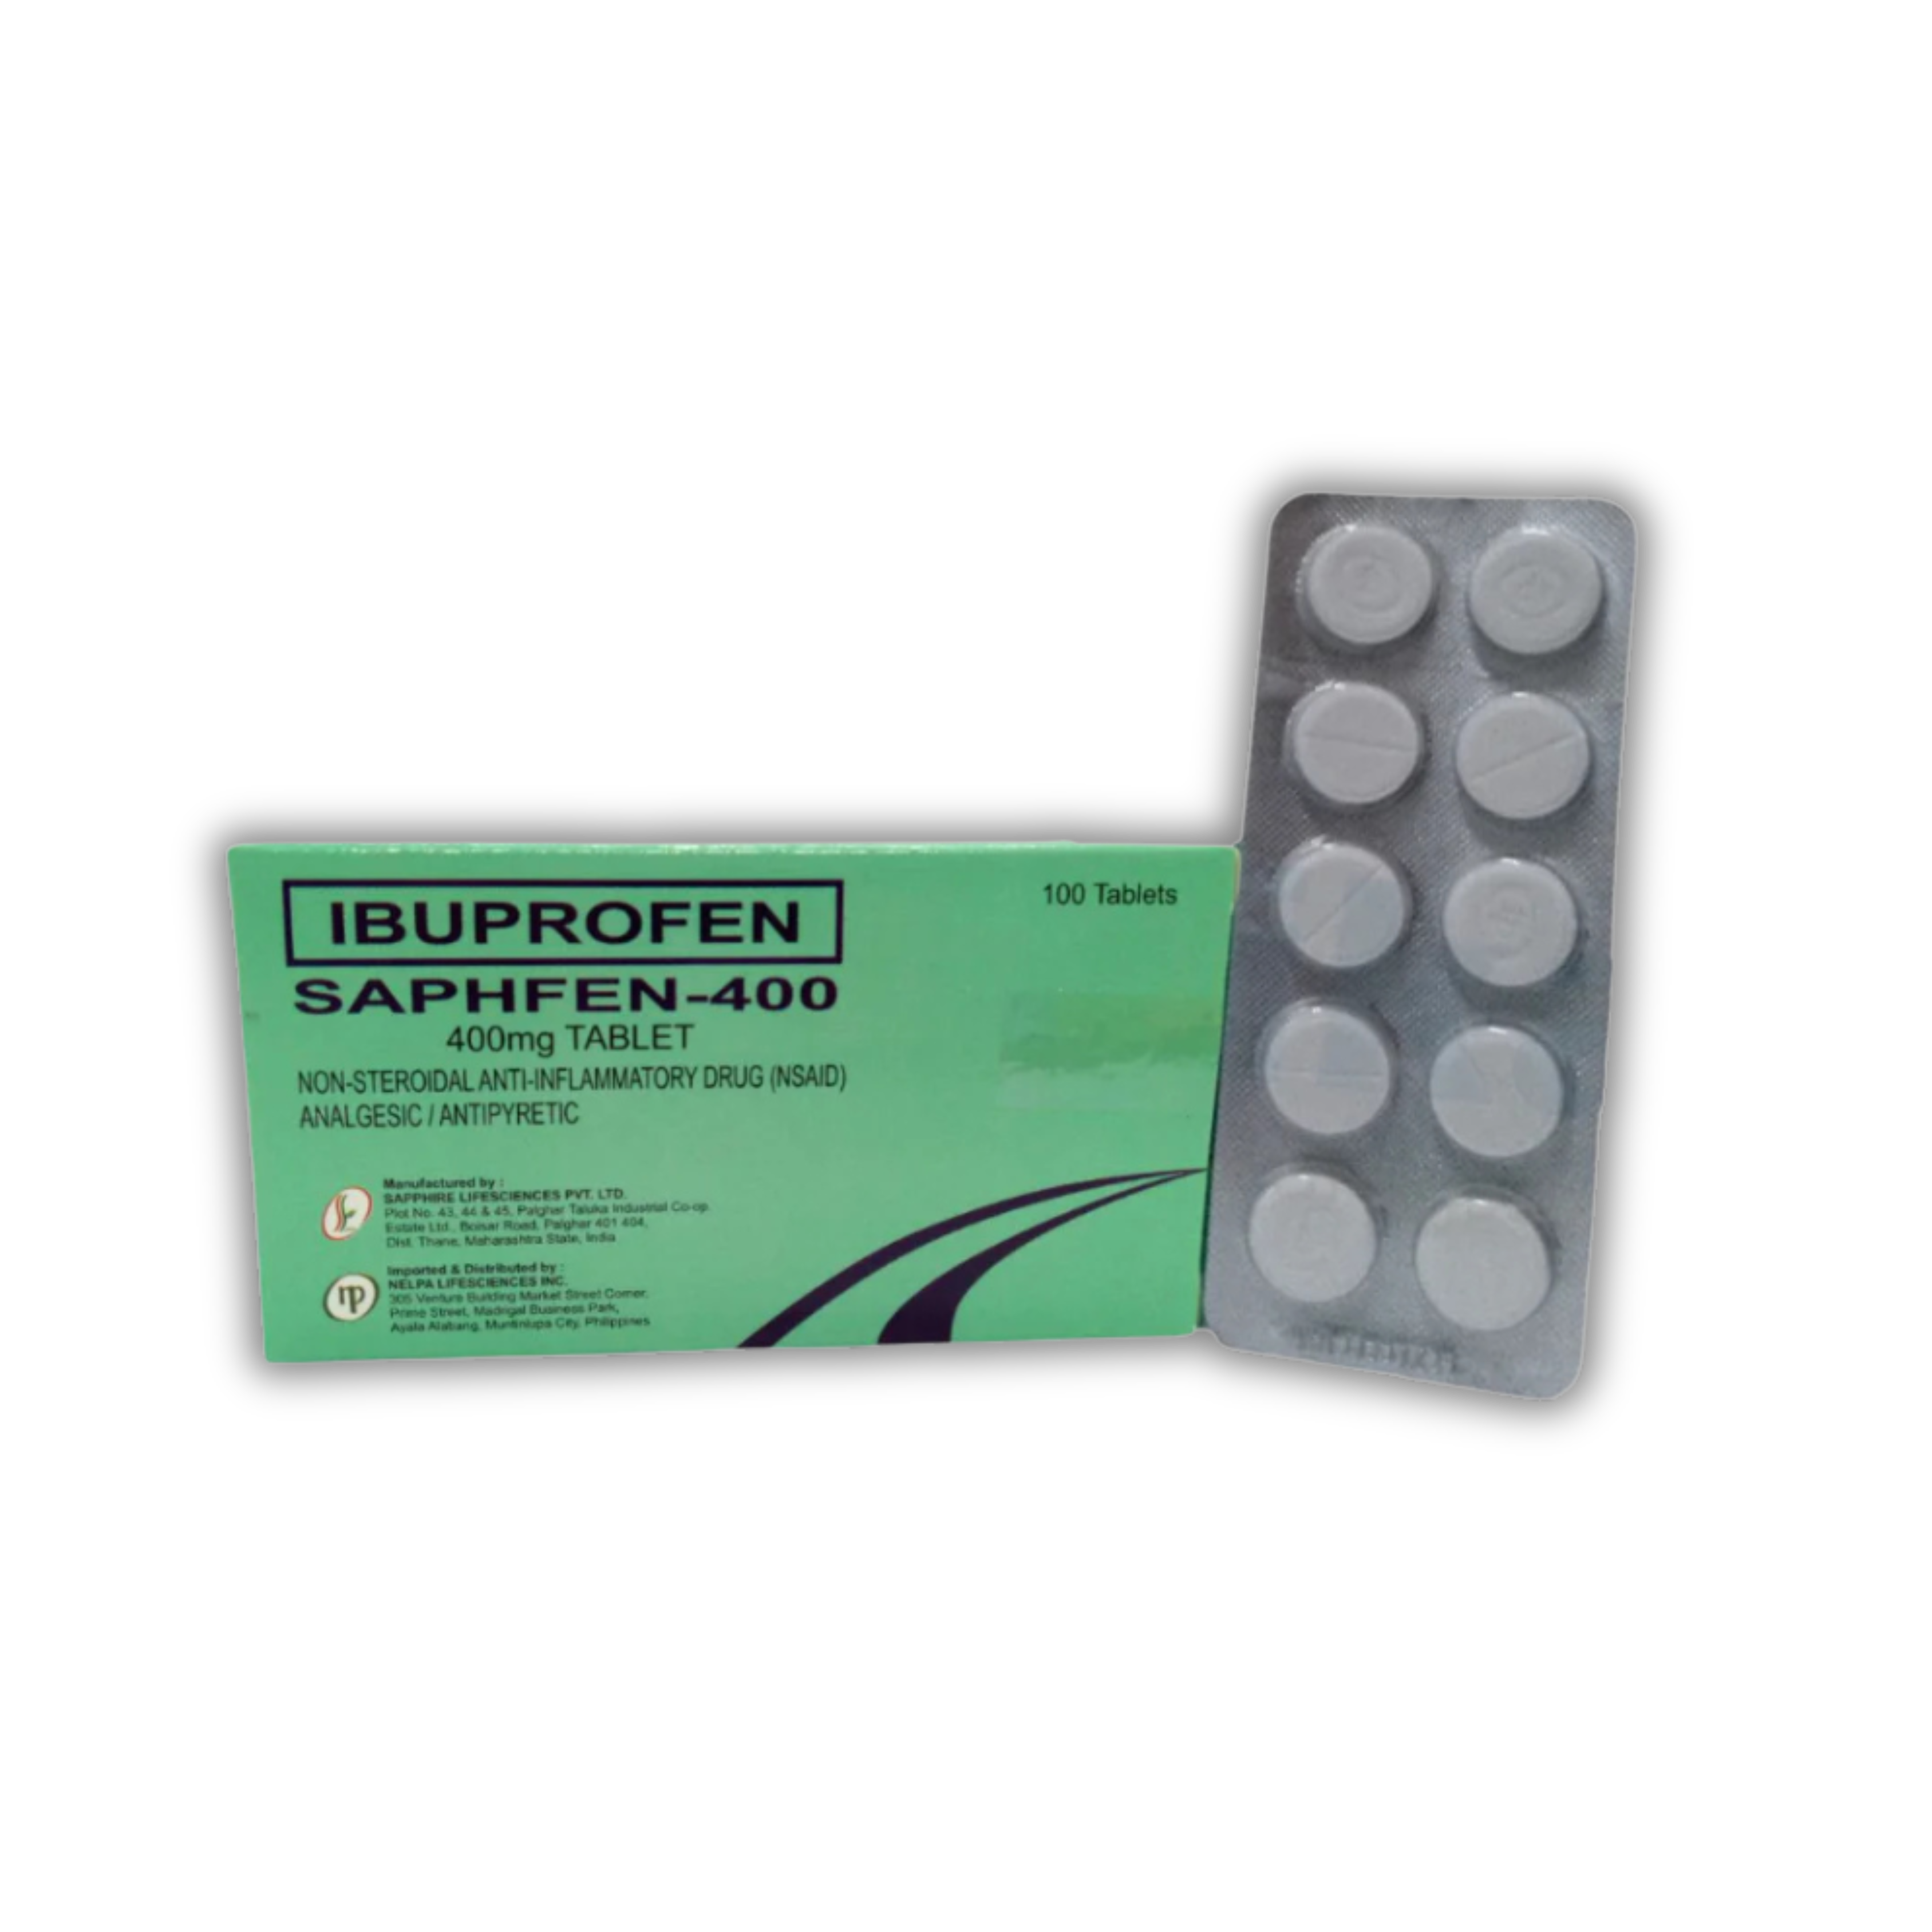 IBUPROFEN
100 Tablets
SAPHFEN-400
400mg TABLET
NON-STEROIDAL ANTI-INFLAMMATORY DRUG (NSAID)
ANALGESIC / ANTIPYRETIC
Manufactured by :
SAPPHIRE LIFESCIENCES PVT. LTD.
Plot No. 43, 44 & 45, Palghar Taluka Industrial Co-op.
Estate Ltd., Boisar Road, Palghar 401 404,
Dist. Thane, Maharashtra State, India
Imported & Distributed by :
NELPA LIFESCIENCES INC.
np
305 Venture Building Market Street Corner,
Prime Street, Madrigal Business Park,
Ayala Alabang, Muntinlupa City, Philippines